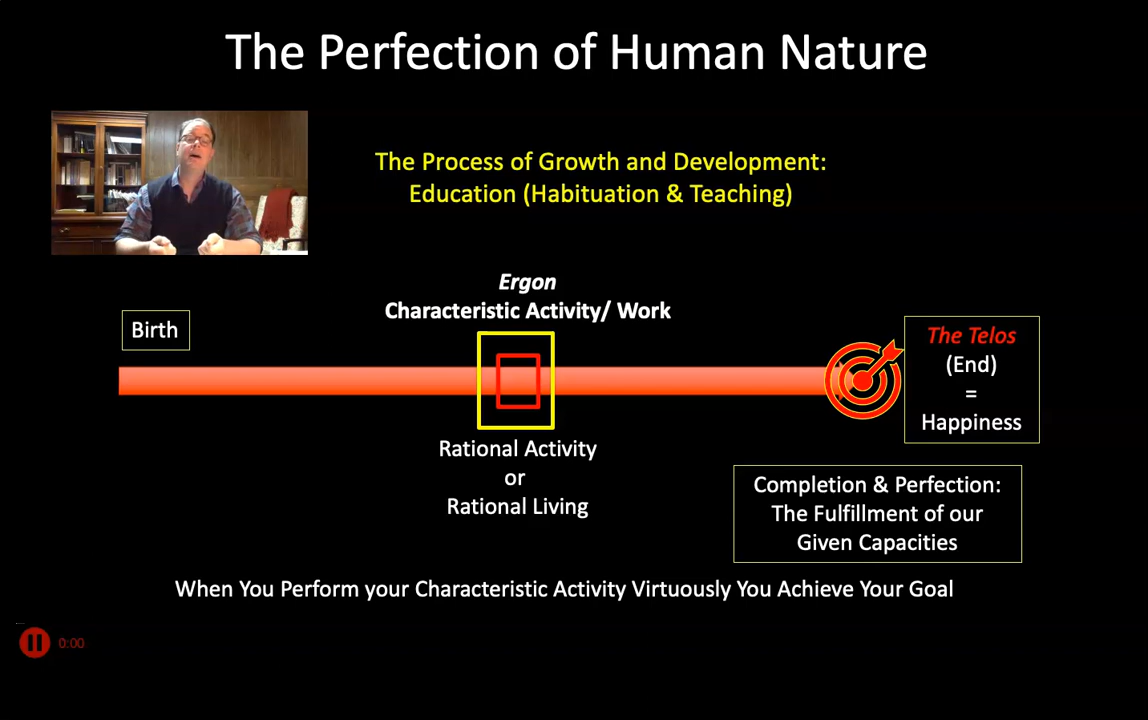 The Perfection of Human Nature
The Process of Growth and Development:
Education (Habituation & Teaching)
Ergon
Characteristic Activity/ Work
Birth
The Telos
(End)
=
Happiness
Rational Activity
or
Rational Living
Completion & Perfection:
The Fulfillment of our
Given Capacities
When You Perform your Characteristic Activity Virtuously You Achieve Your Goal
0:00